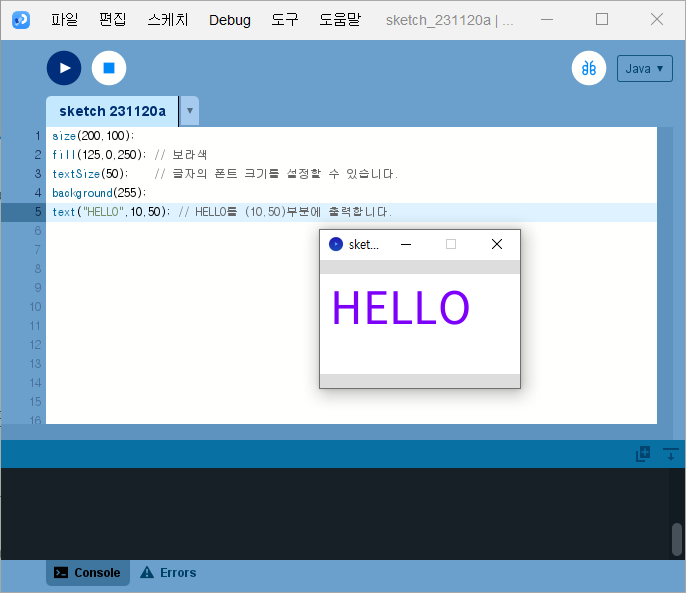 파일 편집 스케치 Debug 도구 도움말 sketch_231120a | ...
Java ▼
sketch 231120a ▼
1 size(200,100);
2 fill(125,0,250); // 보라색
3 textSize(50); // 글자의 폰트 크기를 설정할 수 있습니다.
4 background(255);
5 text("HELLO",10,50); // HELLO를 (10,50)부분에 출력합니다.
6
7
8
9
10
11
12
13
14
15
16
sket...
HELLO
Console Errors